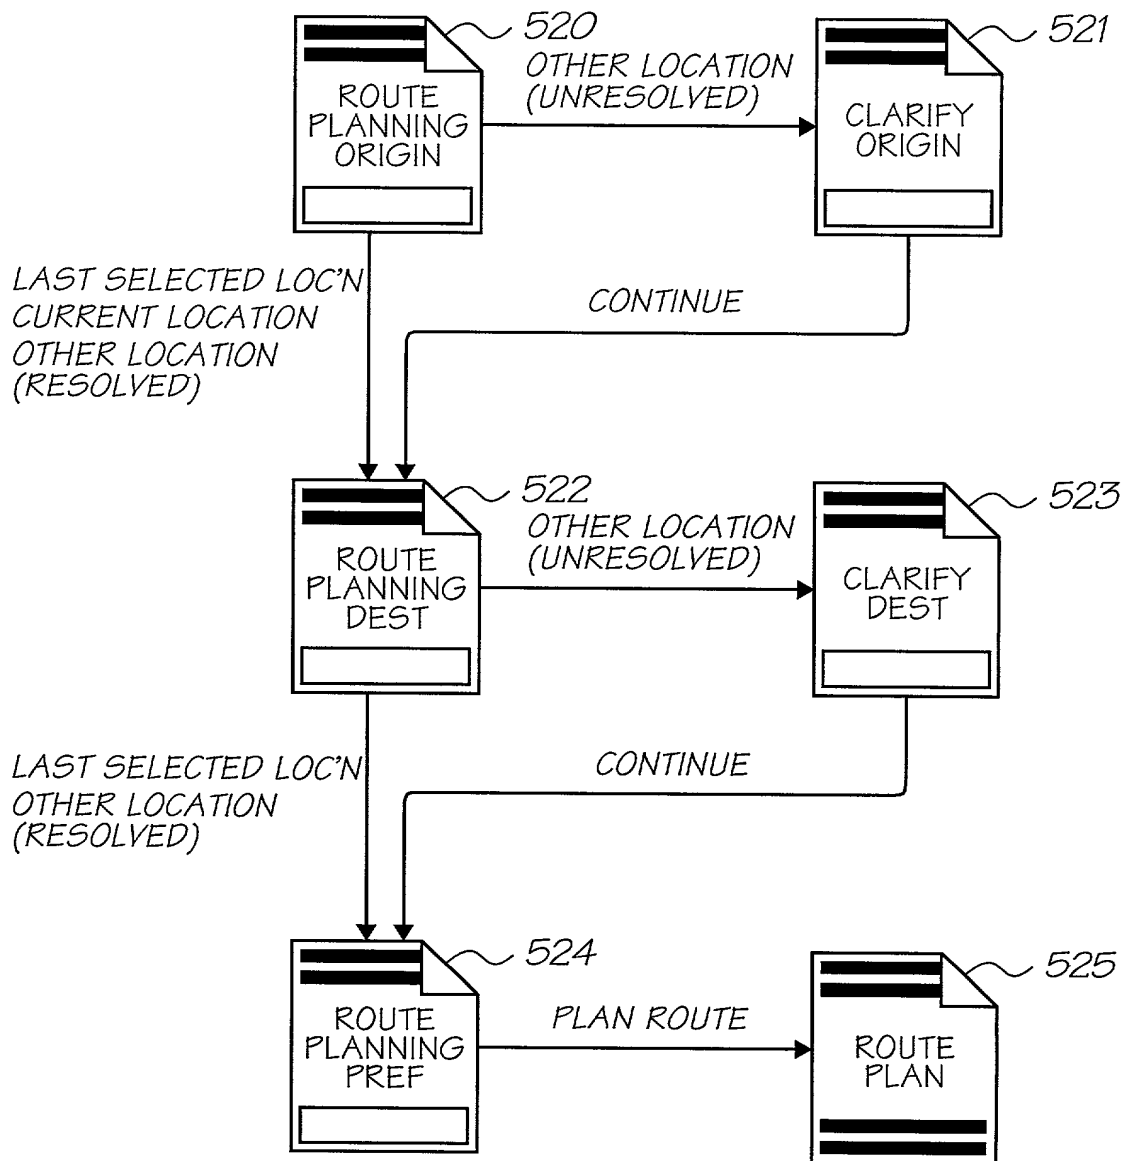 520
OTHER LOCATION
(UNRESOLVED)
521
ROUTE
PLANNING
ORIGIN
CLARIFY
ORIGIN
LAST SELECTED LOC'N
CURRENT LOCATION
OTHER LOCATION
(RESOLVED)
CONTINUE
522
OTHER LOCATION
(UNRESOLVED)
523
ROUTE
PLANNING
DEST
CLARIFY
DEST
LAST SELECTED LOC'N
OTHER LOCATION
(RESOLVED)
CONTINUE
524
525
ROUTE
PLANNING
PREF
PLAN ROUTE
ROUTE
PLAN